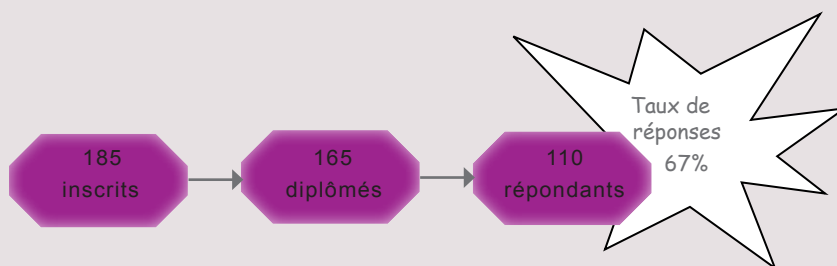 185
inscrits
165
diplômés
110
répondants
Taux de
réponses
67%